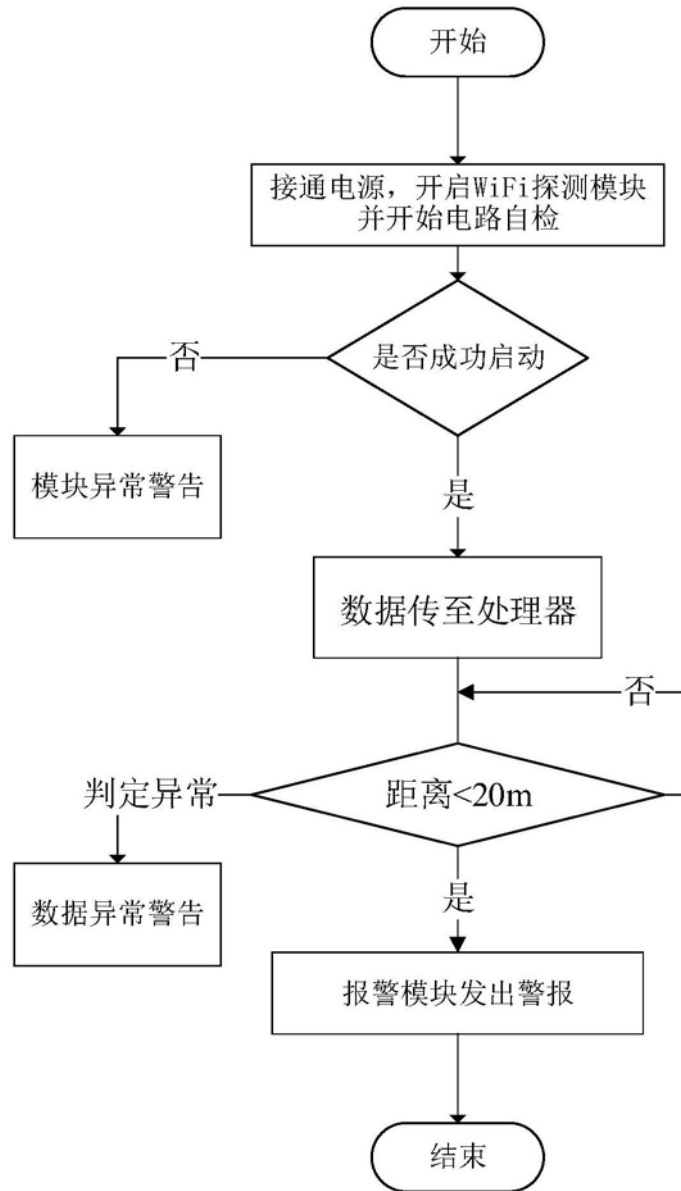 开始
接通电源，开启WiFi探测模块
并开始电路自检
是否成功启动
否
模块异常警告
是
数据传至处理器
否
距离<20m
判定异常
数据异常警告
是
报警模块发出警报
结束